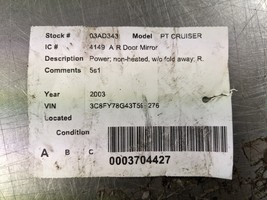 Stock # 03AD343 Model PT CRUISER
IC # 4149 A R Door Mirror
Description Power; non-heated, w/o fold away; R.
Comments 5s1
Year 2003
VIN 3C8FY78G43T55 276
Located
Condition
A B C 0003704427